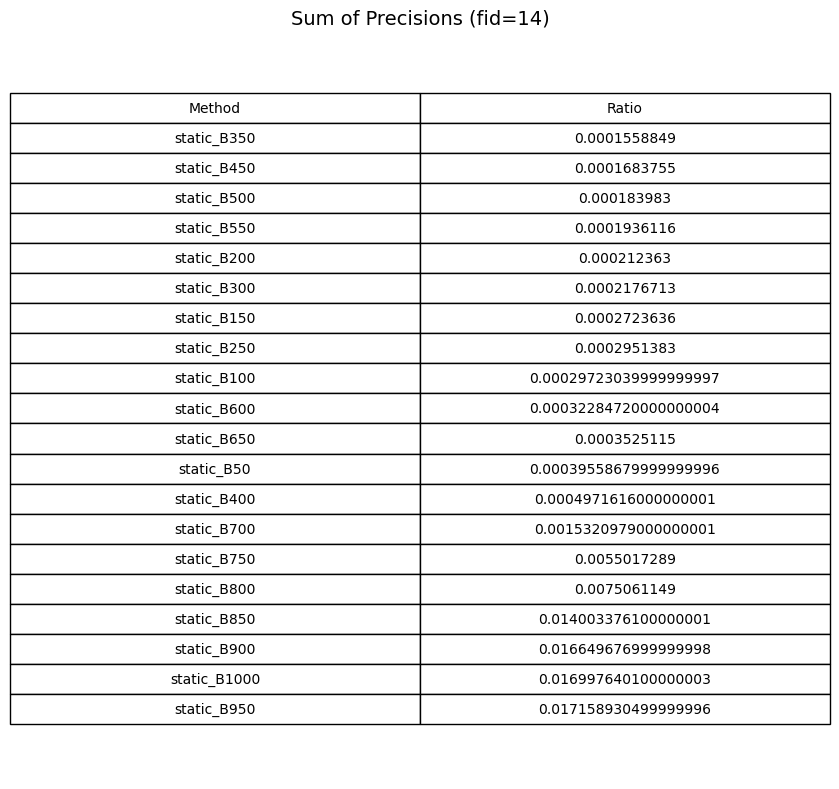 Sum of Precisions (fid=14)
Method Ratio
static_B350 0.0001558849
static_B450 0.0001683755
static_B500 0.000183983
static_B550 0.0001936116
static_B200 0.000212363
static_B300 0.0002176713
static_B150 0.0002723636
static_B250 0.0002951383
static_B100 0.00029723039999999997
static_B600 0.00032284720000000004
static_B650 0.0003525115
static_B50 0.00039558679999999996
static_B400 0.0004971616000000001
static_B700 0.0015320979000000001
static_B750 0.0055017289
static_B800 0.0075061149
static_B850 0.014003376100000001
static_B900 0.016649676999999998
static_B1000 0.016997640100000003
static_B950 0.017158930499999996